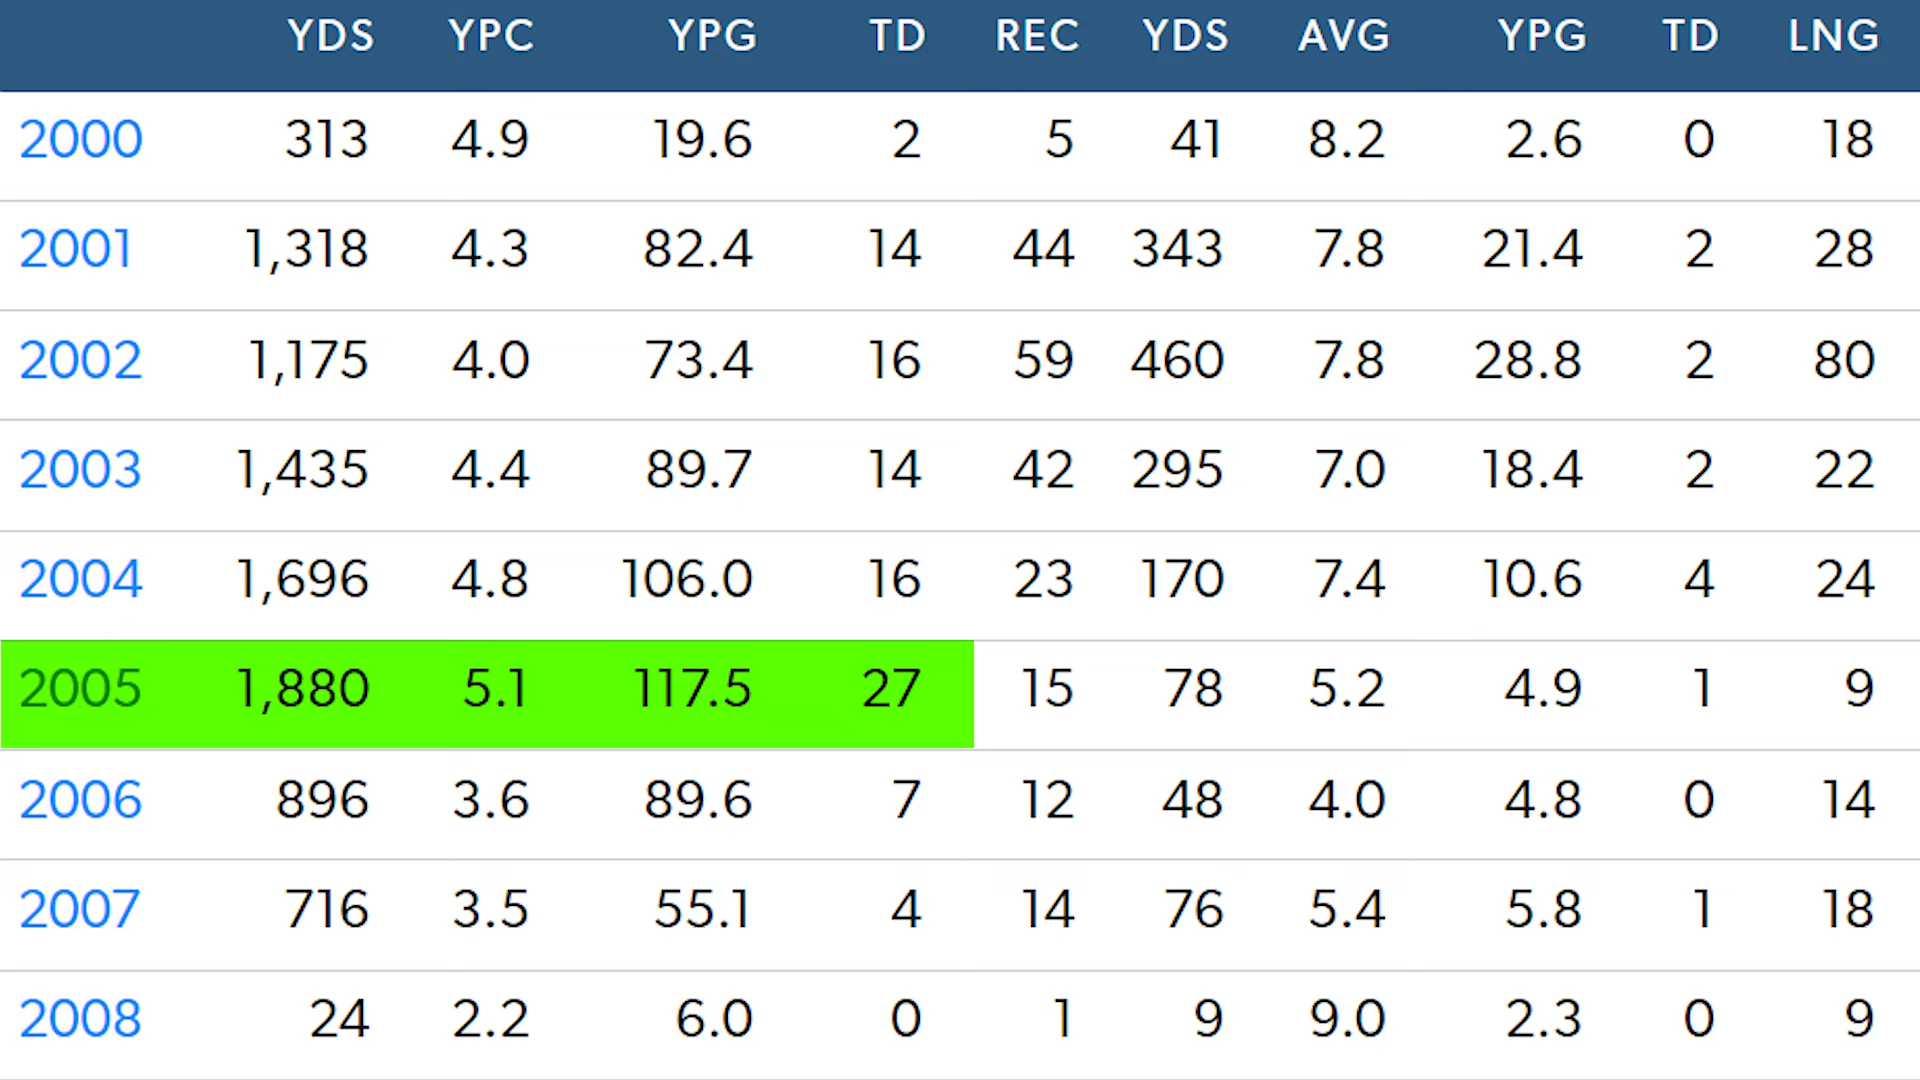 YDS YPC YPG TD REC YDS AVG YPG TD LNG
2000 313 4.9 19.6 2 5 41 8.2 2.6 0 18
2001 1,318 4.3 82.4 14 44 343 7.8 21.4 2 28
2002 1,175 4.0 73.4 16 59 460 7.8 28.8 2 80
2003 1,435 4.4 89.7 14 42 295 7.0 18.4 2 22
2004 1,696 4.8 106.0 16 23 170 7.4 10.6 4 24
2005 1,880 5.1 117.5 27 15 78 5.2 4.9 1 9
2006 896 3.6 89.6 7 12 48 4.0 4.8 0 14
2007 716 3.5 55.1 4 14 76 5.4 5.8 1 18
2008 24 2.2 6.0 0 1 9 9.0 2.3 0 9